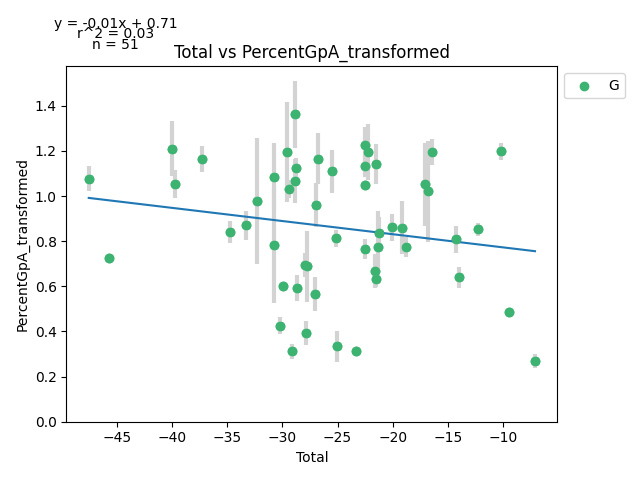 y = -0.01x + 0.71
r^2 = 0.03
n = 51
Total vs PercentGpA_transformed
G
PercentGpA_transformed
1.4
1.2
1.0
0.8
0.6
0.4
0.2
0.0
−45 −40 −35 −30 −25 −20 −15 −10
Total